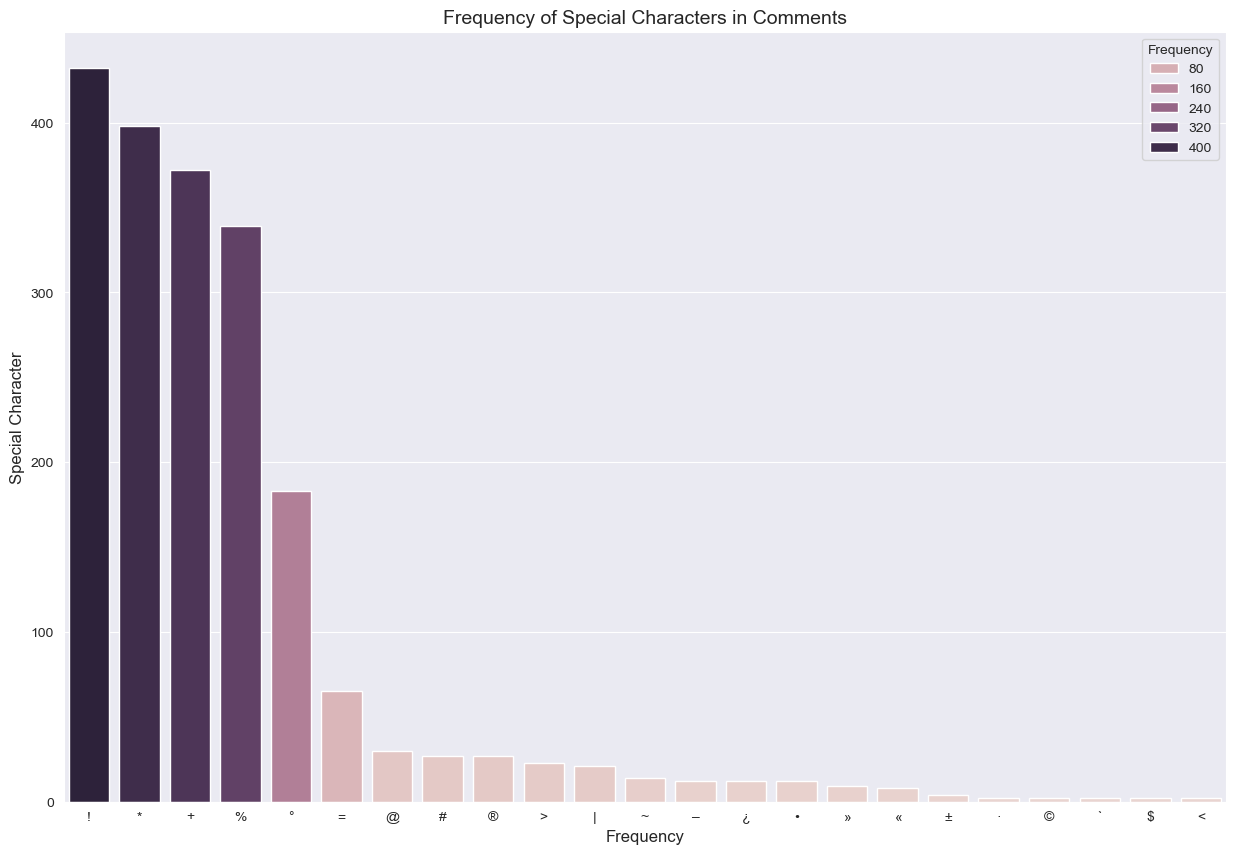 Frequency of Special Characters in Comments
Frequency
80
160
240
320
400
Special Character
400
300
200
100
0
! * + % ° = @ # ® > | ~ – ¿ • » « ± · © ` $ <
Frequency